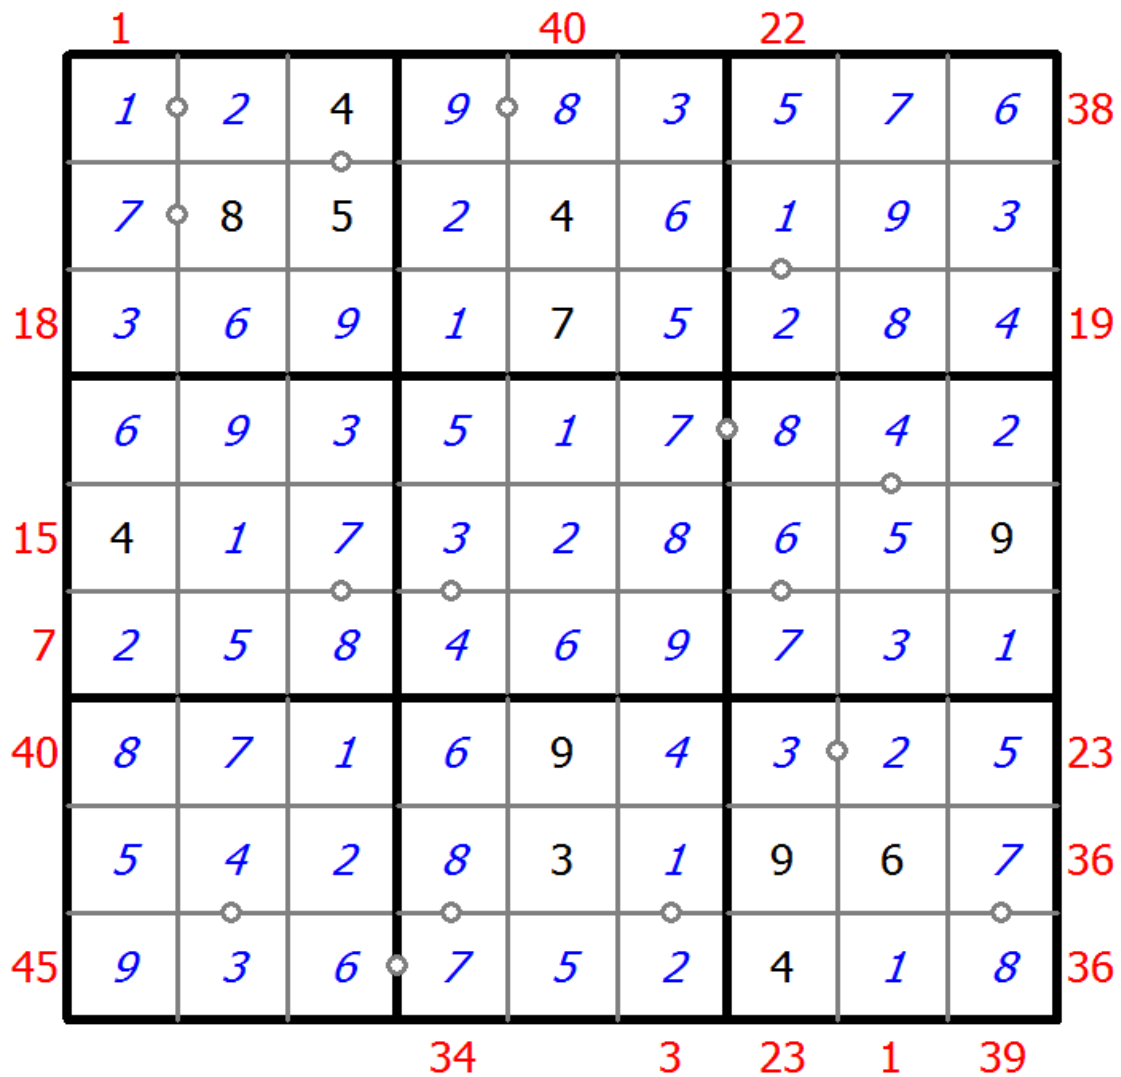 1 40 22
1 2 4 9 8 3 5 7 6 38
7 8 5 2 4 6 1 9 3
18 3 6 9 1 7 5 2 8 4 19
6 9 3 5 1 7 8 4 2
15 4 1 7 3 2 8 6 5 9
7 2 5 8 4 6 9 7 3 1
40 8 7 1 6 9 4 3 2 5 23
5 4 2 8 3 1 9 6 7 36
45 9 3 6 7 5 2 4 1 8 36
34 3 23 1 39